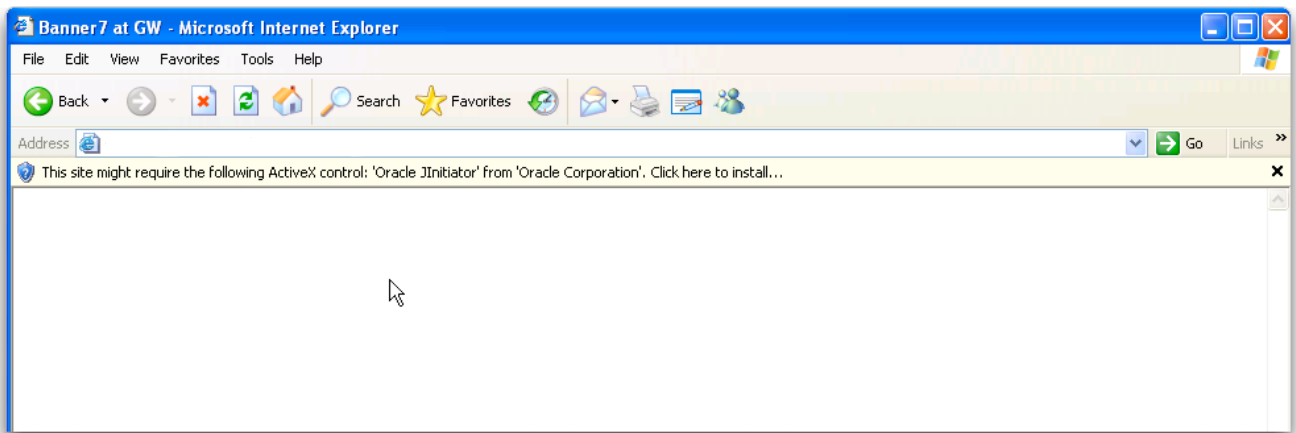 Banner7 at GW - Microsoft Internet Explorer
File Edit View Favorites Tools Help
Back Search Favorites
Address Go Links »
This site might require the following ActiveX control: 'Oracle JInitiator' from 'Oracle Corporation'. Click here to install...